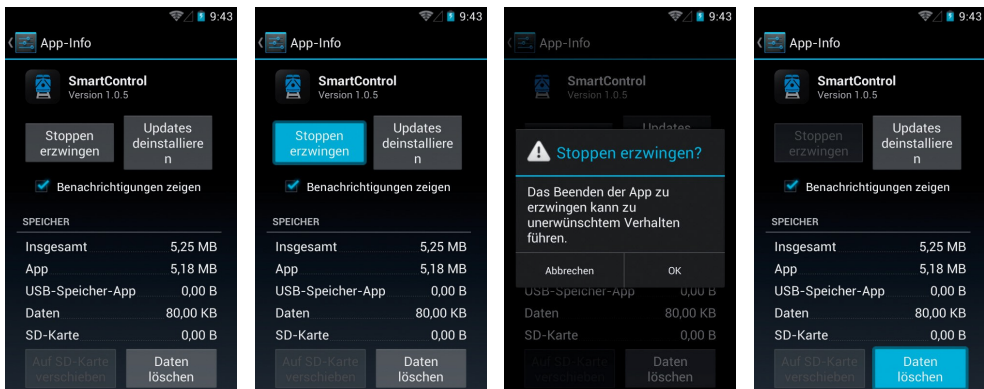 9:43
App-Info
SmartControl
Version 1.0.5
Stoppen
erzwingen
Updates
deinstalliere
n
Benachrichtigungen zeigen
SPEICHER
Insgesamt 5,25 MB
App 5,18 MB
USB-Speicher-App 0,00 B
Daten 80,00 KB
SD-Karte 0,00 B
Auf SD-Karte
verschieben
Daten
löschen
9:43
App-Info
SmartControl
Version 1.0.5
Stoppen
erzwingen
Updates
deinstalliere
n
Benachrichtigungen zeigen
SPEICHER
Insgesamt 5,25 MB
App 5,18 MB
USB-Speicher-App 0,00 B
Daten 80,00 KB
SD-Karte 0,00 B
Auf SD-Karte
verschieben
Daten
löschen
9:43
App-Info
SmartControl
Version 1.0.5
Updates
Stoppen erzwingen?
Das Beenden der App zu
erzwingen kann zu
unerwünschtem Verhalten
führen.
Abbrechen OK
USB-Speicher-App 0,00 B
Daten 80,00 KB
SD-Karte 0,00 B
Auf SD-Karte
verschieben
Daten
löschen
9:43
App-Info
SmartControl
Version 1.0.5
Stoppen
erzwingen
Updates
deinstalliere
n
Benachrichtigungen zeigen
SPEICHER
Insgesamt 5,25 MB
App 5,18 MB
USB-Speicher-App 0,00 B
Daten 80,00 KB
SD-Karte 0,00 B
Auf SD-Karte
verschieben
Daten
löschen